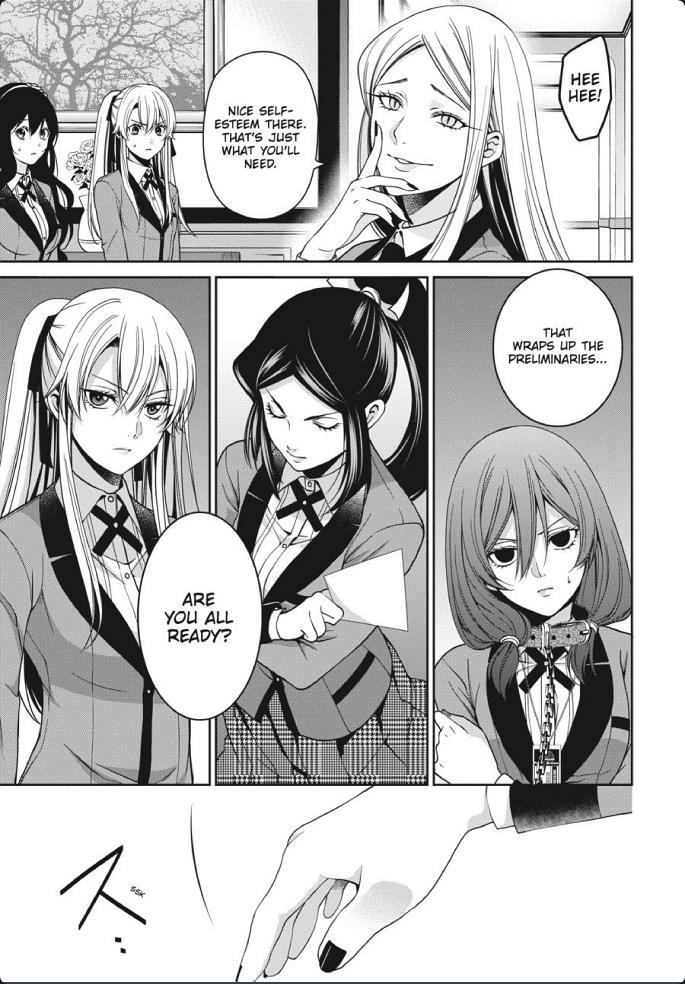 HEE
HEE!
NICE SELF-
ESTEEM THERE.
THAT'S JUST
WHAT YOU'LL
NEED.
THAT
WRAPS UP THE
PRELIMINARIES...
ARE
YOU ALL
READY?
ス...
SSK